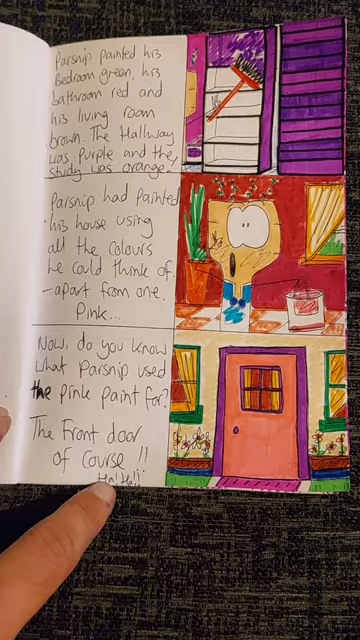 Parsnip painted his
Bedroom green, his
bathroom red and
his living room
brown. The Hallway
was Purple and the
study was orange.
Parsnip had Painted
his house using
all the colours
he could think of.
- apart from one.
Pink...
Now, do you know
what Parsnip used
the pink paint for?
The Front door
of Course !!
Ha! Ha!!